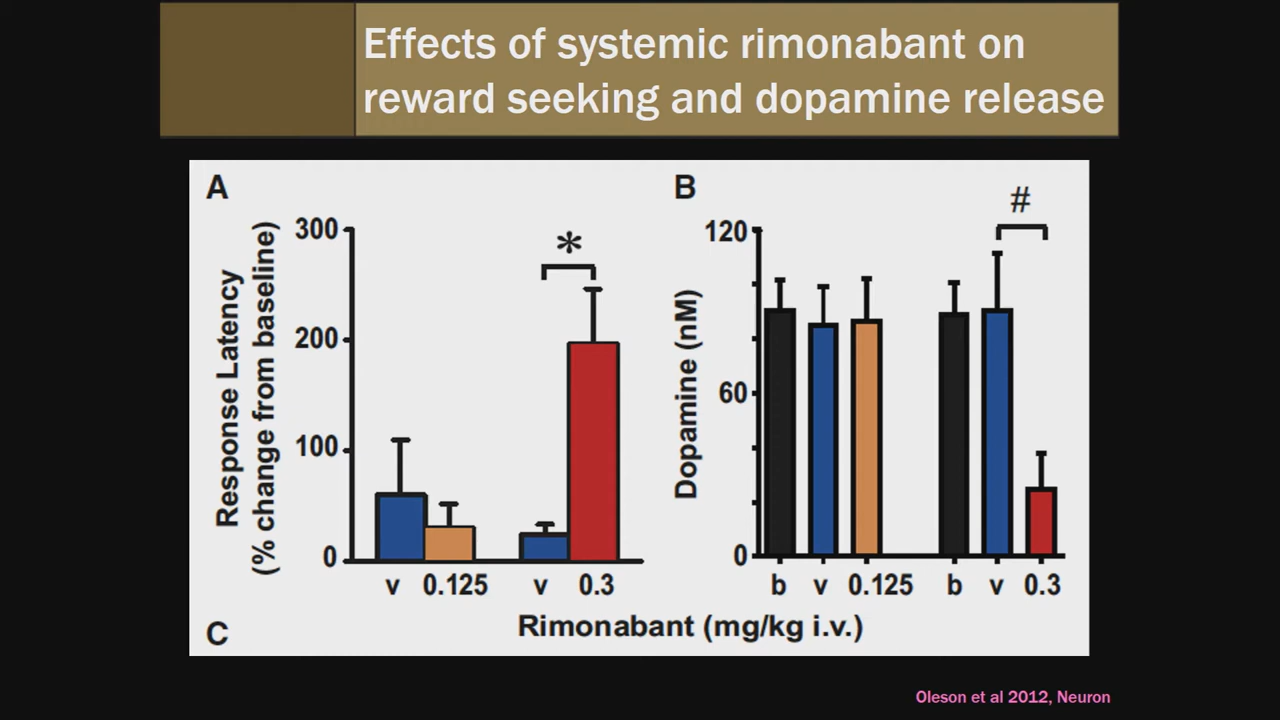 Effects of systemic rimonabant on
reward seeking and dopamine release
A
B
300
200
100
0
Response Latency
(% change from baseline)
*
v 0.125 v 0.3
120
60
0
Dopamine (nM)
#
b v 0.125 b v 0.3
Rimonabant (mg/kg i.v.)
C
Oleson et al 2012, Neuron